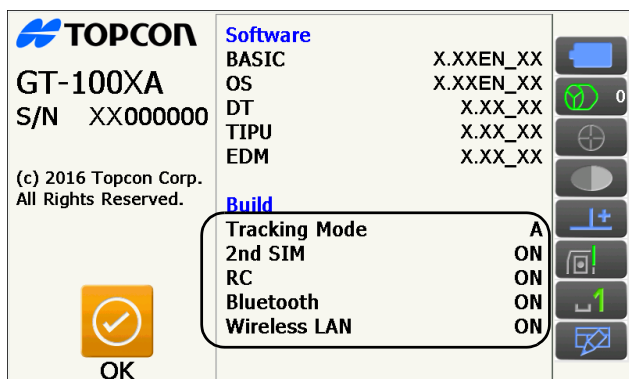 TOPCON
GT-100XA
S/N XX000000
(c) 2016 Topcon Corp.
All Rights Reserved.
OK
Software
BASIC X.XXEN_XX
OS X.XXEN_XX
DT X.XX_XX
TIPU X.XX_XX
EDM X.XX_XX
Build
Tracking Mode A
2nd SIM ON
RC ON
Bluetooth ON
Wireless LAN ON
0
1